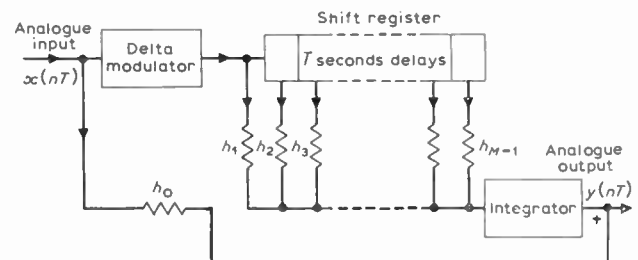 Shift register
Analogue
input
x(nT)
Delta
modulator
T seconds delays
h1 h2 h3
hM-1
h0
Analogue
output
y(nT)
Integrator
+